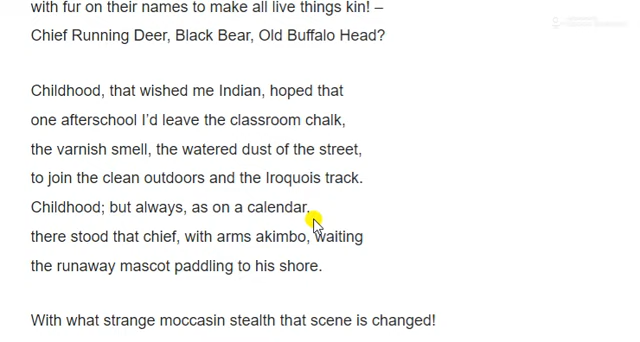 with fur on their names to make all live things kin! –
Chief Running Deer, Black Bear, Old Buffalo Head?
Childhood, that wished me Indian, hoped that
one afterschool I'd leave the classroom chalk,
the varnish smell, the watered dust of the street,
to join the clean outdoors and the Iroquois track.
Childhood; but always, as on a calendar,
there stood that chief, with arms akimbo, waiting
the runaway mascot paddling to his shore.
With what strange moccasin stealth that scene is changed!